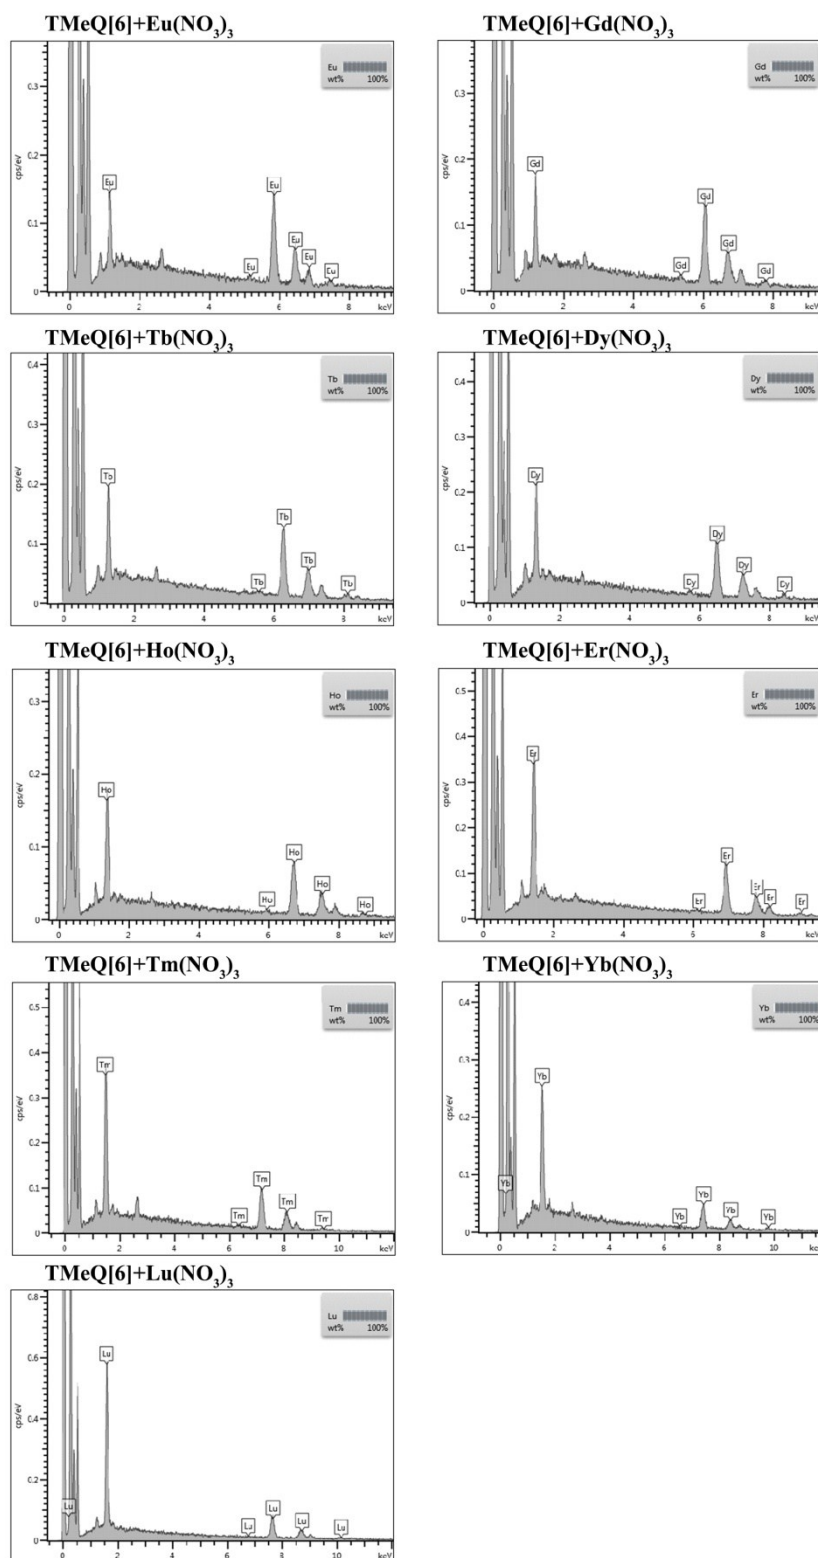 TMeQ[6]+Eu(NO3)3
Eu
wt% 100%
cps/eV
0.3
0.2
0.1
0
Eu
Eu
Eu
Eu
Eu
Eu
0 2 4 6 8
keV
TMeQ[6]+Gd(NO3)3
Gd
wt% 100%
cps/eV
0.3
0.2
0.1
0
Gd
Gd
Gd
Gd
Gd
0 2 4 6 8
keV
TMeQ[6]+Tb(NO3)3
Tb
wt% 100%
cps/eV
0.4
0.3
0.2
0.1
0
Tb
Tb
Tb
Tb
Tb
0 2 4 6 8
keV
TMeQ[6]+Dy(NO3)3
Dy
wt% 100%
cps/eV
0.4
0.3
0.2
0.1
0
Dy
Dy
Dy
Dy
Dy
0 2 4 6 8
keV
TMeQ[6]+Ho(NO3)3
Ho
wt% 100%
cps/eV
0.3
0.2
0.1
0
Ho
Ho
Ho
Ho
Ho
0 2 4 6 8
keV
TMeQ[6]+Er(NO3)3
Er
wt% 100%
cps/eV
0.5
0.4
0.3
0.2
0.1
0
Er
Er
Er
Er
Er
Er
0 2 4 6 8
keV
TMeQ[6]+Tm(NO3)3
Tm
wt% 100%
cps/eV
0.5
0.4
0.3
0.2
0.1
0
Tm
Tm
Tm
Tm
Tm
0 2 4 6 8 10
keV
TMeQ[6]+Yb(NO3)3
Yb
wt% 100%
cps/eV
0.4
0.3
0.2
0.1
0
Yb
Yb
Yb
Yb
Yb
Yb
0 2 4 6 8 10
keV
TMeQ[6]+Lu(NO3)3
Lu
wt% 100%
cps/eV
0.8
0.6
0.4
0.2
0
Lu
Lu
Lu
Lu
Lu
Lu
0 2 4 6 8 10
keV